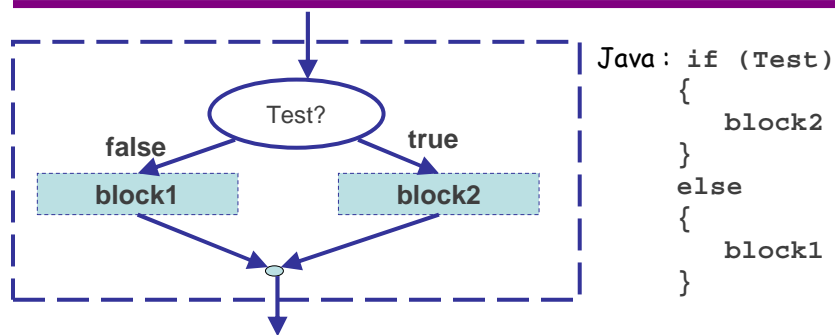 Test?
false
true
block1
block2
Java : if (Test)
{
block2
}
else
{
block1
}